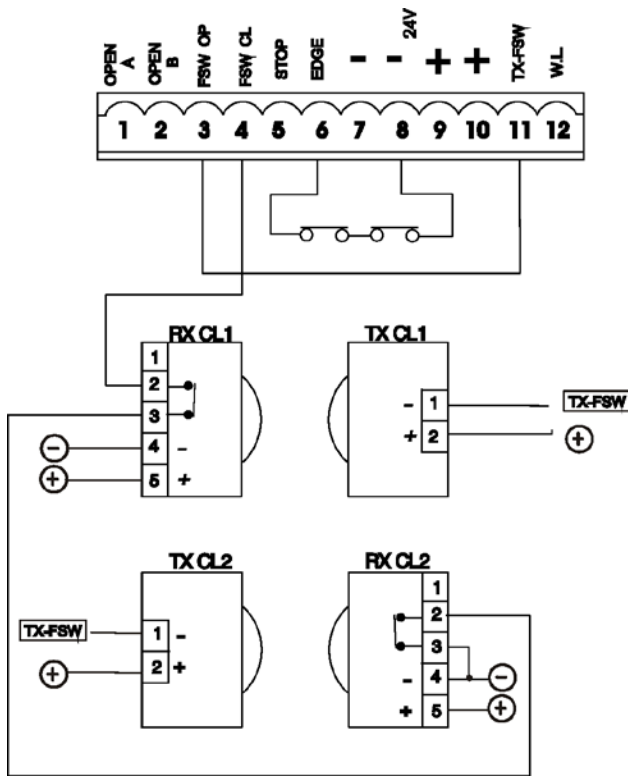 OPEN A
OPEN B
FSW OP
FSW CL
STOP
EDGE
-
- 24V
+
+
TX-FSW
W.L.
1 2 3 4 5 6 7 8 9 10 11 12
RX CL1
1
2
3
4 -
5 +
-
+
TX CL1
- 1
+ 2
TX-FSW
+
TX CL2
1 -
2 +
TX-FSW
+
RX CL2
1
2
3
- 4
+ 5
-
+